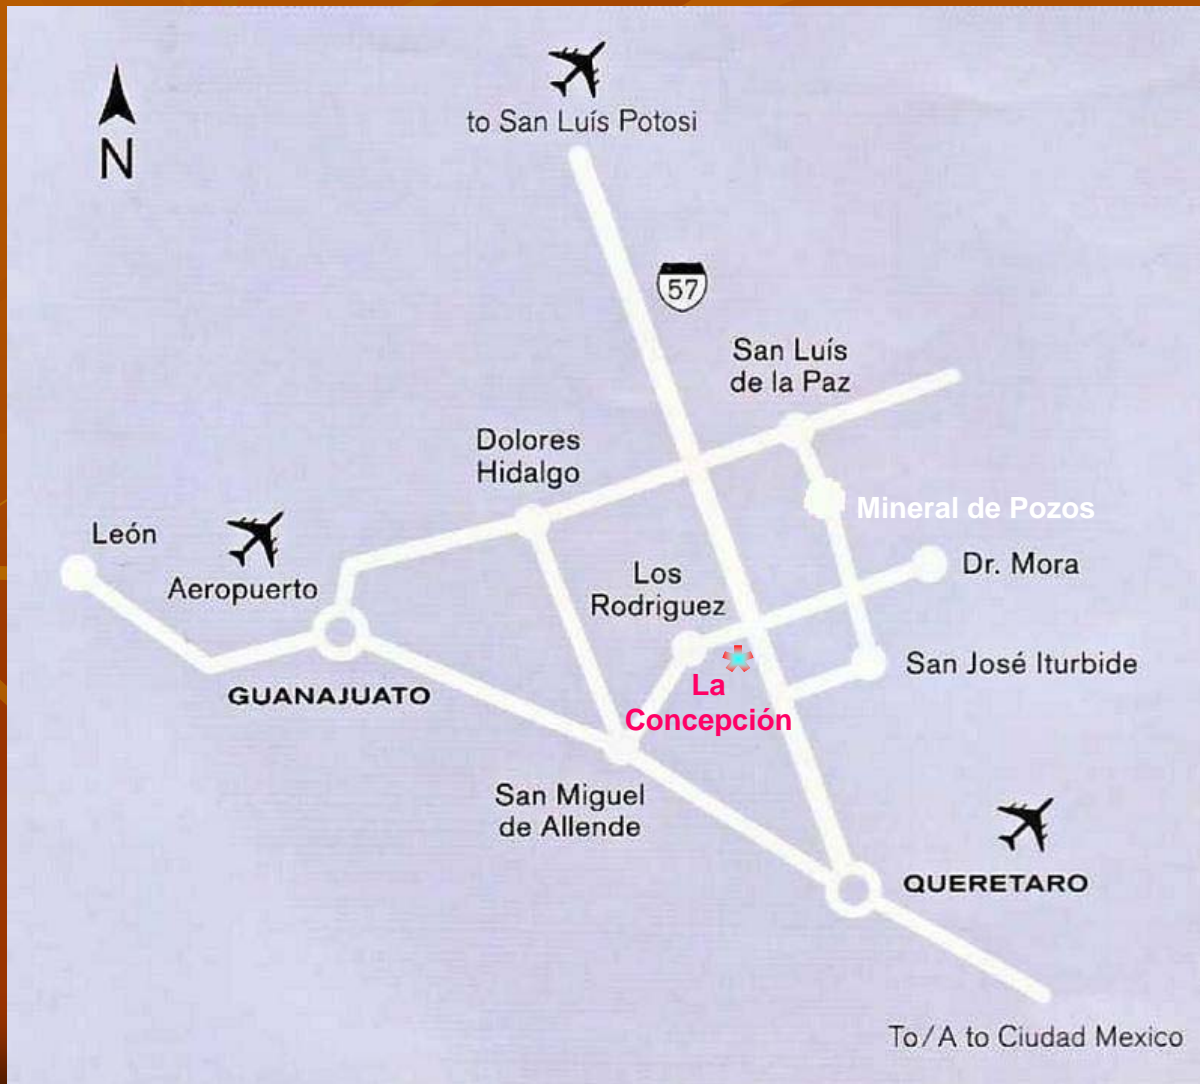 to San Luís Potosi
N
57
San Luís
de la Paz
Dolores
Hidalgo
Mineral de Pozos
León
Aeropuerto
Los
Rodriguez
Dr. Mora
San José Iturbide
La
Concepción
GUANAJUATO
San Miguel
de Allende
QUERETARO
To/A to Ciudad Mexico